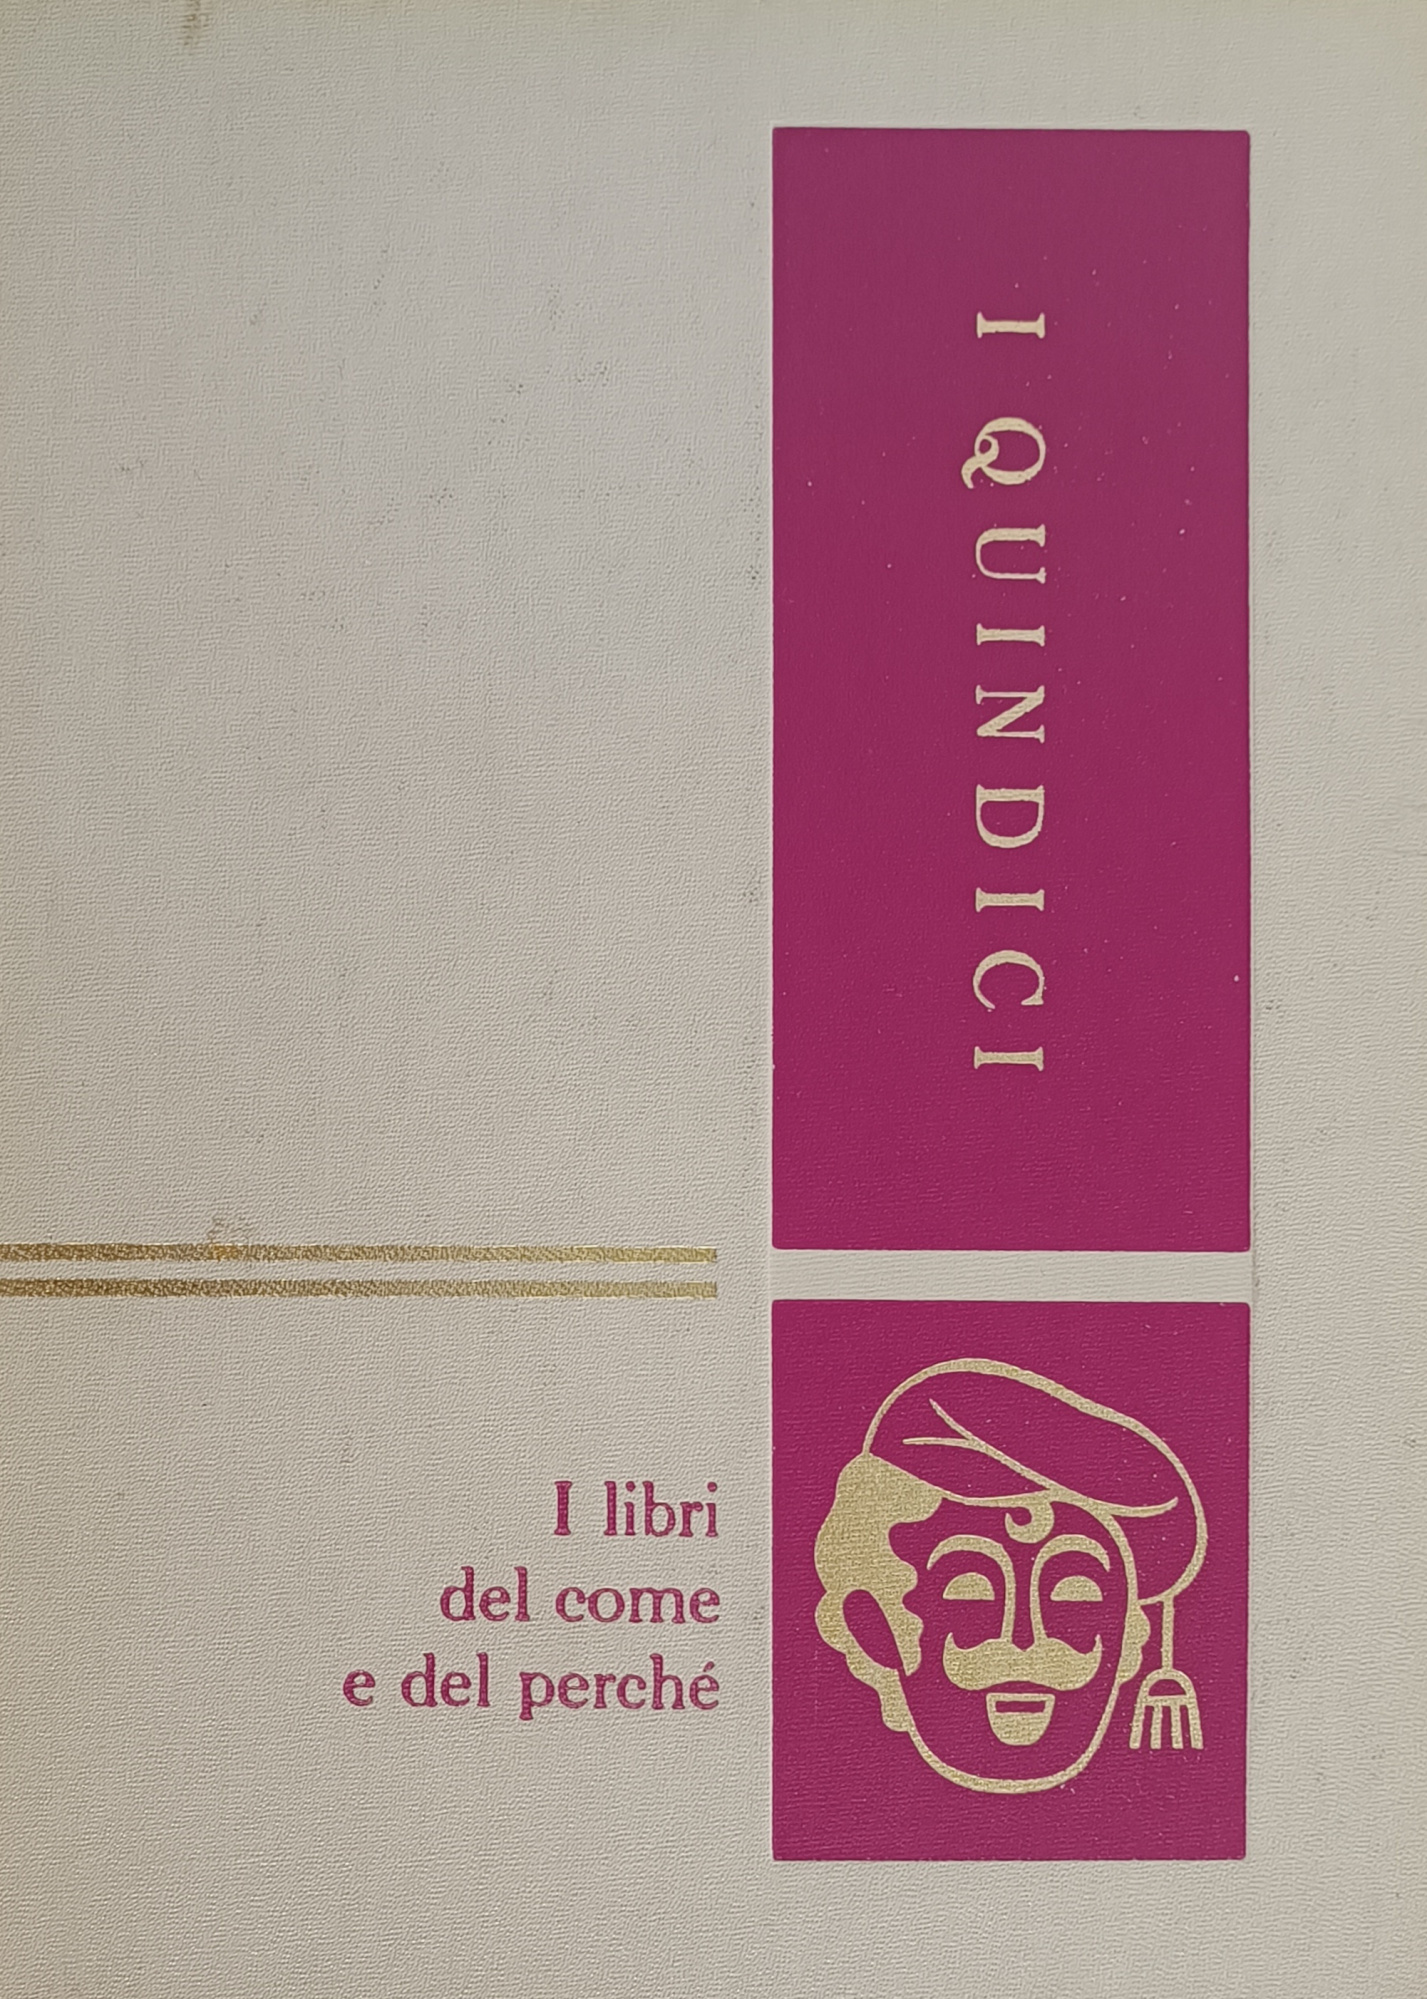 I QUINDICI
I libri
del come
e del perché